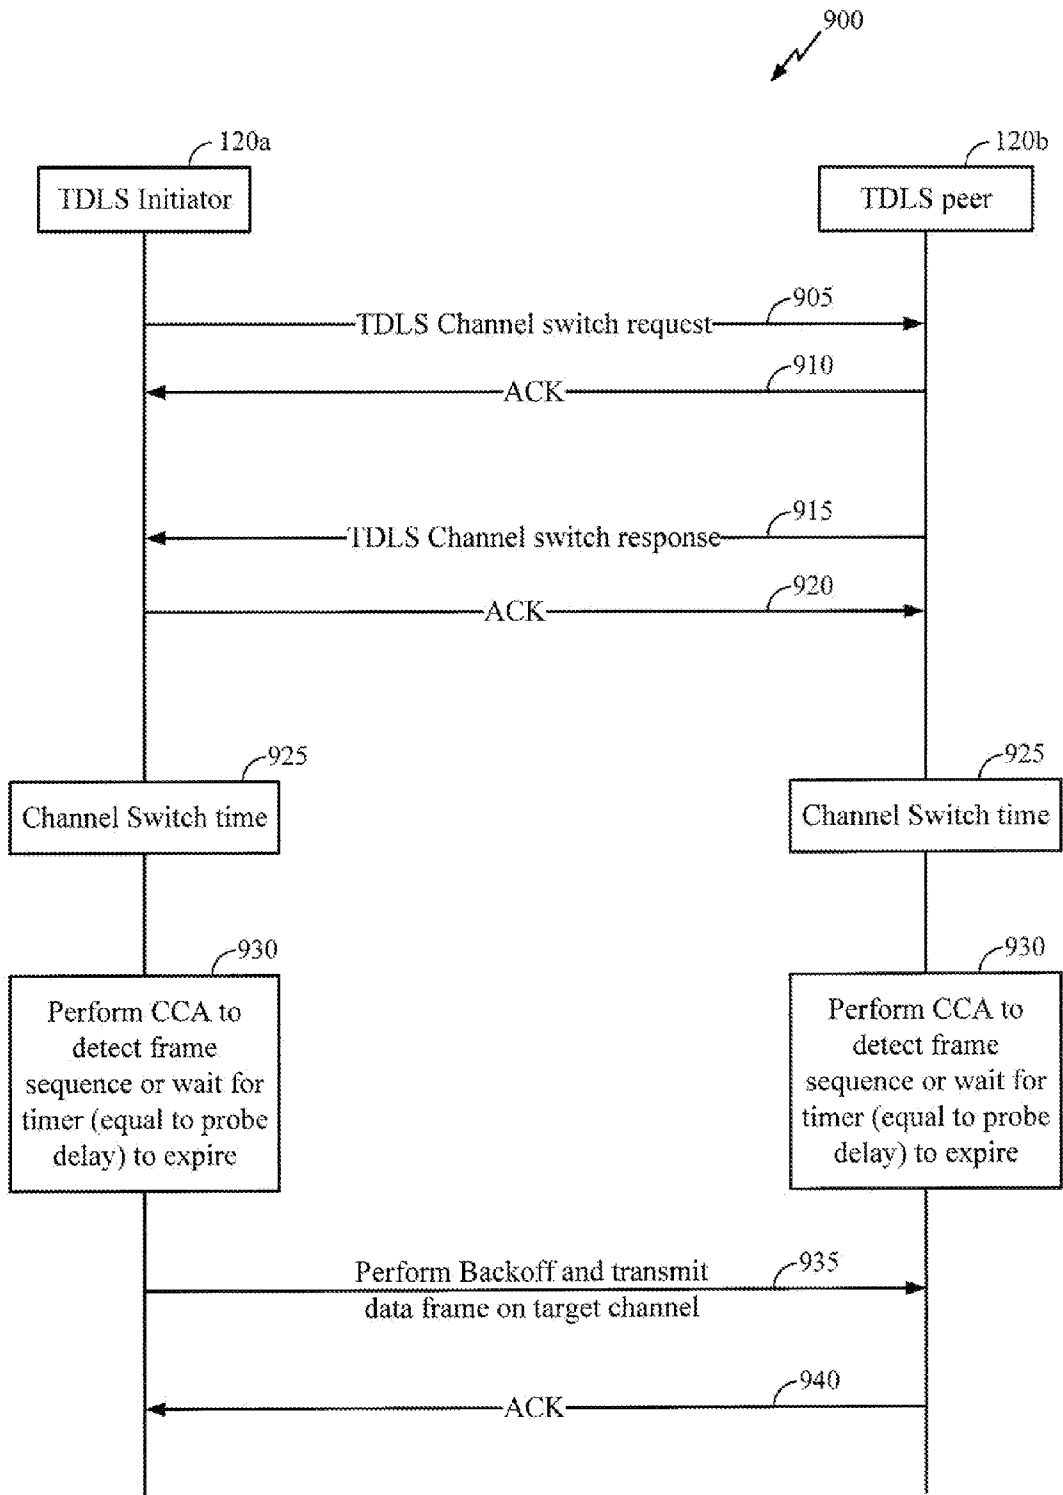 900
120a
120b
TDLS Initiator
TDLS peer
905
TDLS Channel switch request
910
ACK
915
TDLS Channel switch response
920
ACK
925
925
Channel Switch time
Channel Switch time
930
930
Perform CCA to
detect frame
sequence or wait for
timer (equal to probe
delay) to expire
Perform CCA to
detect frame
sequence or wait for
timer (equal to probe
delay) to expire
935
Perform Backoff and transmit
data frame on target channel
940
ACK